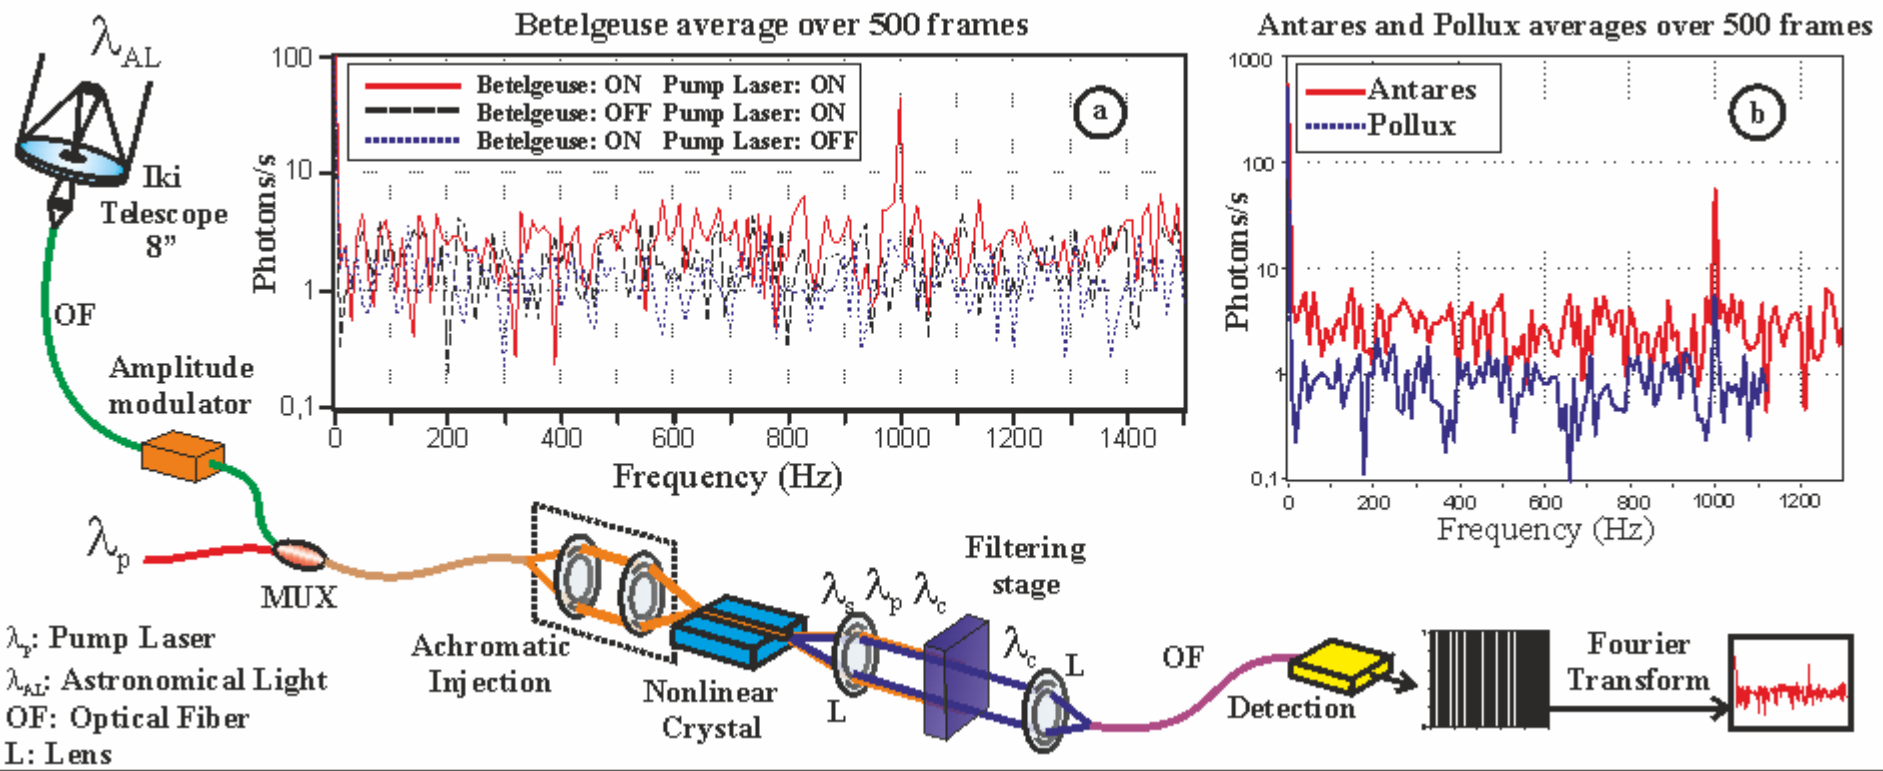 λAL
Iki
Telescope
8”
OF
Amplitude
modulator
λp
MUX
λp: Pump Laser
λAL: Astronomical Light
OF: Optical Fiber
L: Lens
Betelgeuse average over 500 frames
Betelgeuse: ON Pump Laser: ON
Betelgeuse: OFF Pump Laser: ON
Betelgeuse: ON Pump Laser: OFF
a
Photons/s
100
10
1
0,1
0 200 400 600 800 1000 1200 1400
Frequency (Hz)
Antares and Pollux averages over 500 frames
Antares
Pollux
b
Photons/s
1000
100
10
1
0,1
0 200 400 600 800 1000 1200
Frequency (Hz)
Achromatic
Injection
Nonlinear
Crystal
λs λp λc
L
Filtering
stage
λc
L
OF
Detection
Fourier
Transform